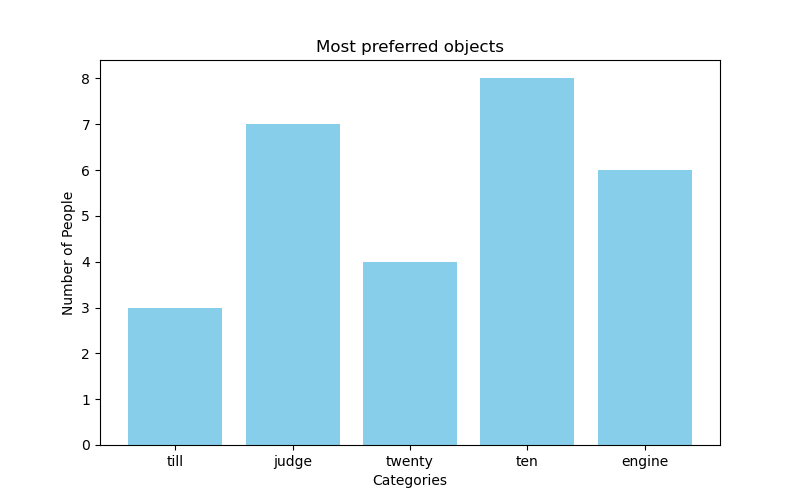 Most preferred objects
Number of People
8
7
6
5
4
3
2
1
0
till judge twenty ten engine
Categories